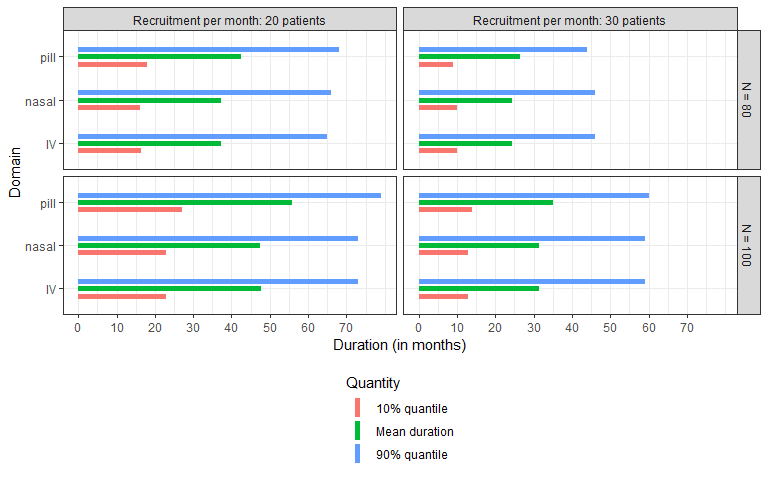 Recruitment per month: 20 patients
Recruitment per month: 30 patients
pill
nasal
IV
N = 80
pill
nasal
IV
N = 100
Domain
0 10 20 30 40 50 60 70
0 10 20 30 40 50 60 70
Duration (in months)
Quantity
10% quantile
Mean duration
90% quantile